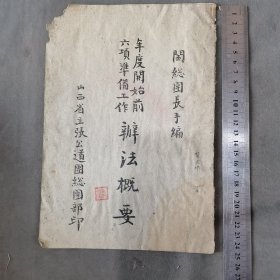 閻總團長手編
年度開始前
六項準備工作
辦法概要
山西省主張公道團總團部印